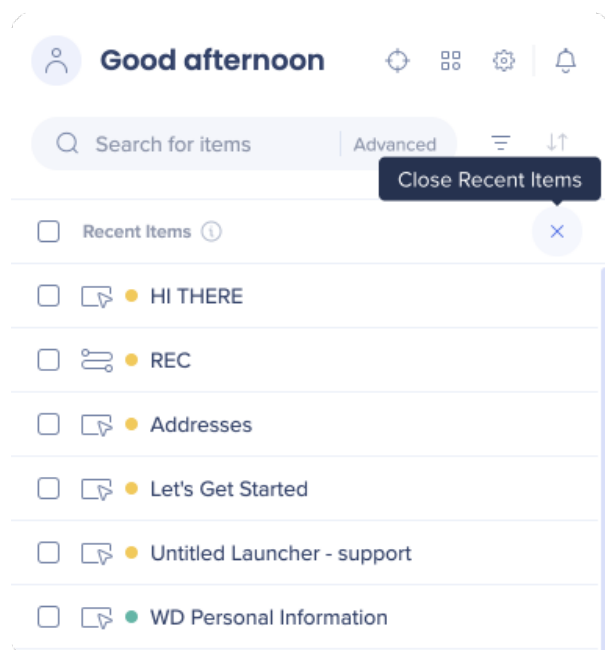 Good afternoon
Search for items
Advanced
Close Recent Items
Recent Items
HI THERE
REC
Addresses
Let's Get Started
Untitled Launcher - support
WD Personal Information